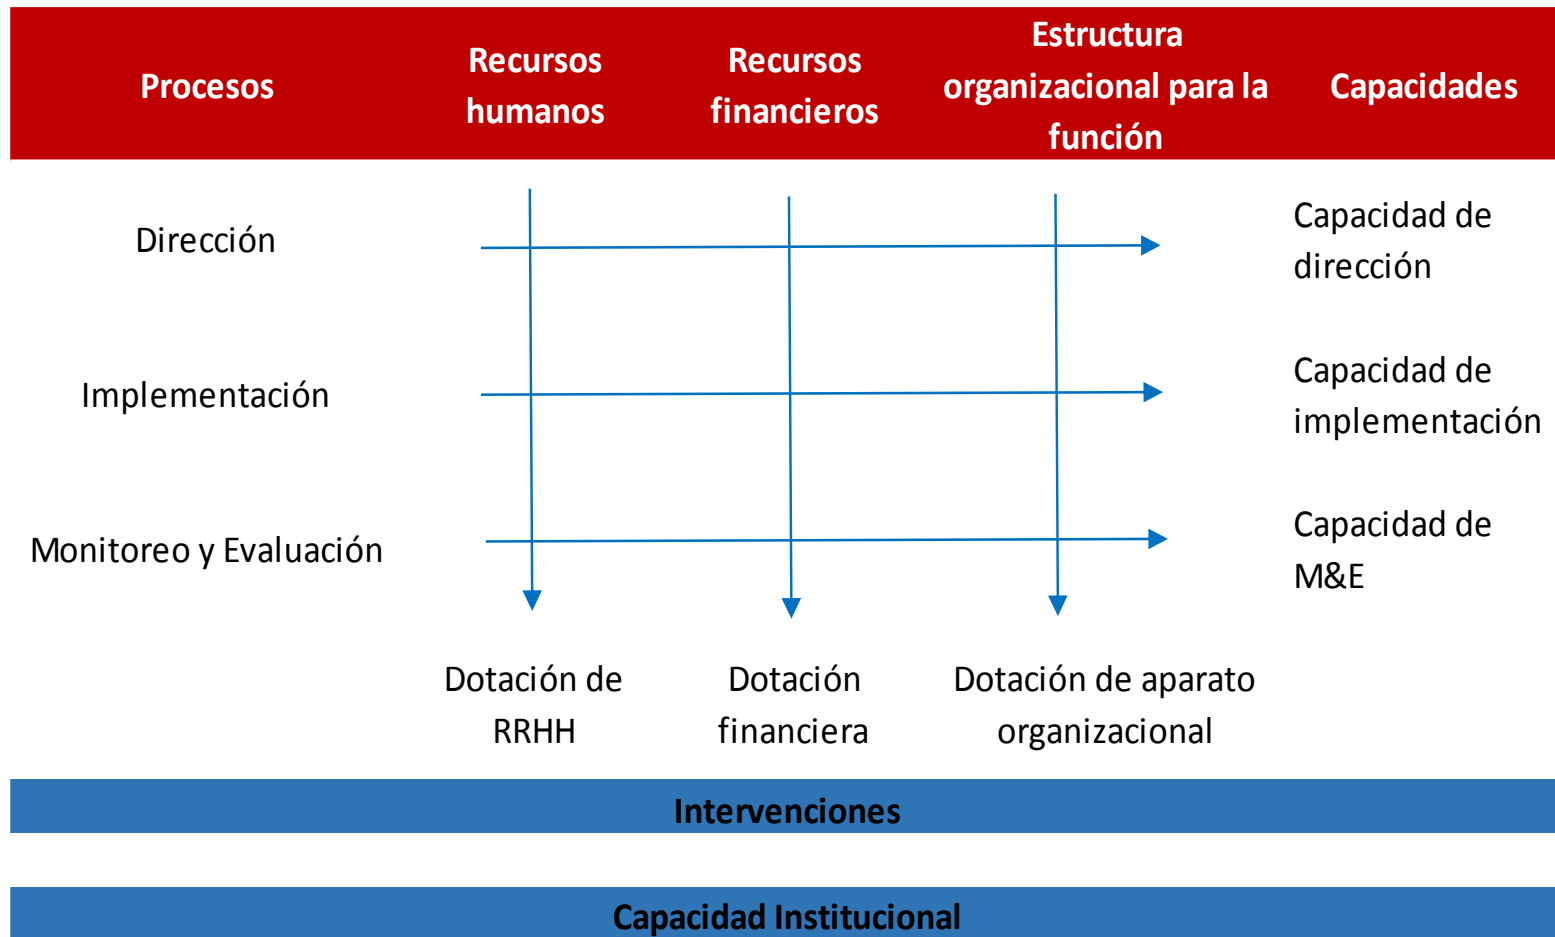 Procesos
Recursos
humanos
Recursos
financieros
Estructura
organizacional para la
función
Capacidades
Dirección
Capacidad de
dirección
Implementación
Capacidad de
implementación
Monitoreo y Evaluación
Capacidad de
M&E
Dotación de
RRHH
Dotación
financiera
Dotación de aparato
organizacional
Intervenciones
Capacidad Institucional